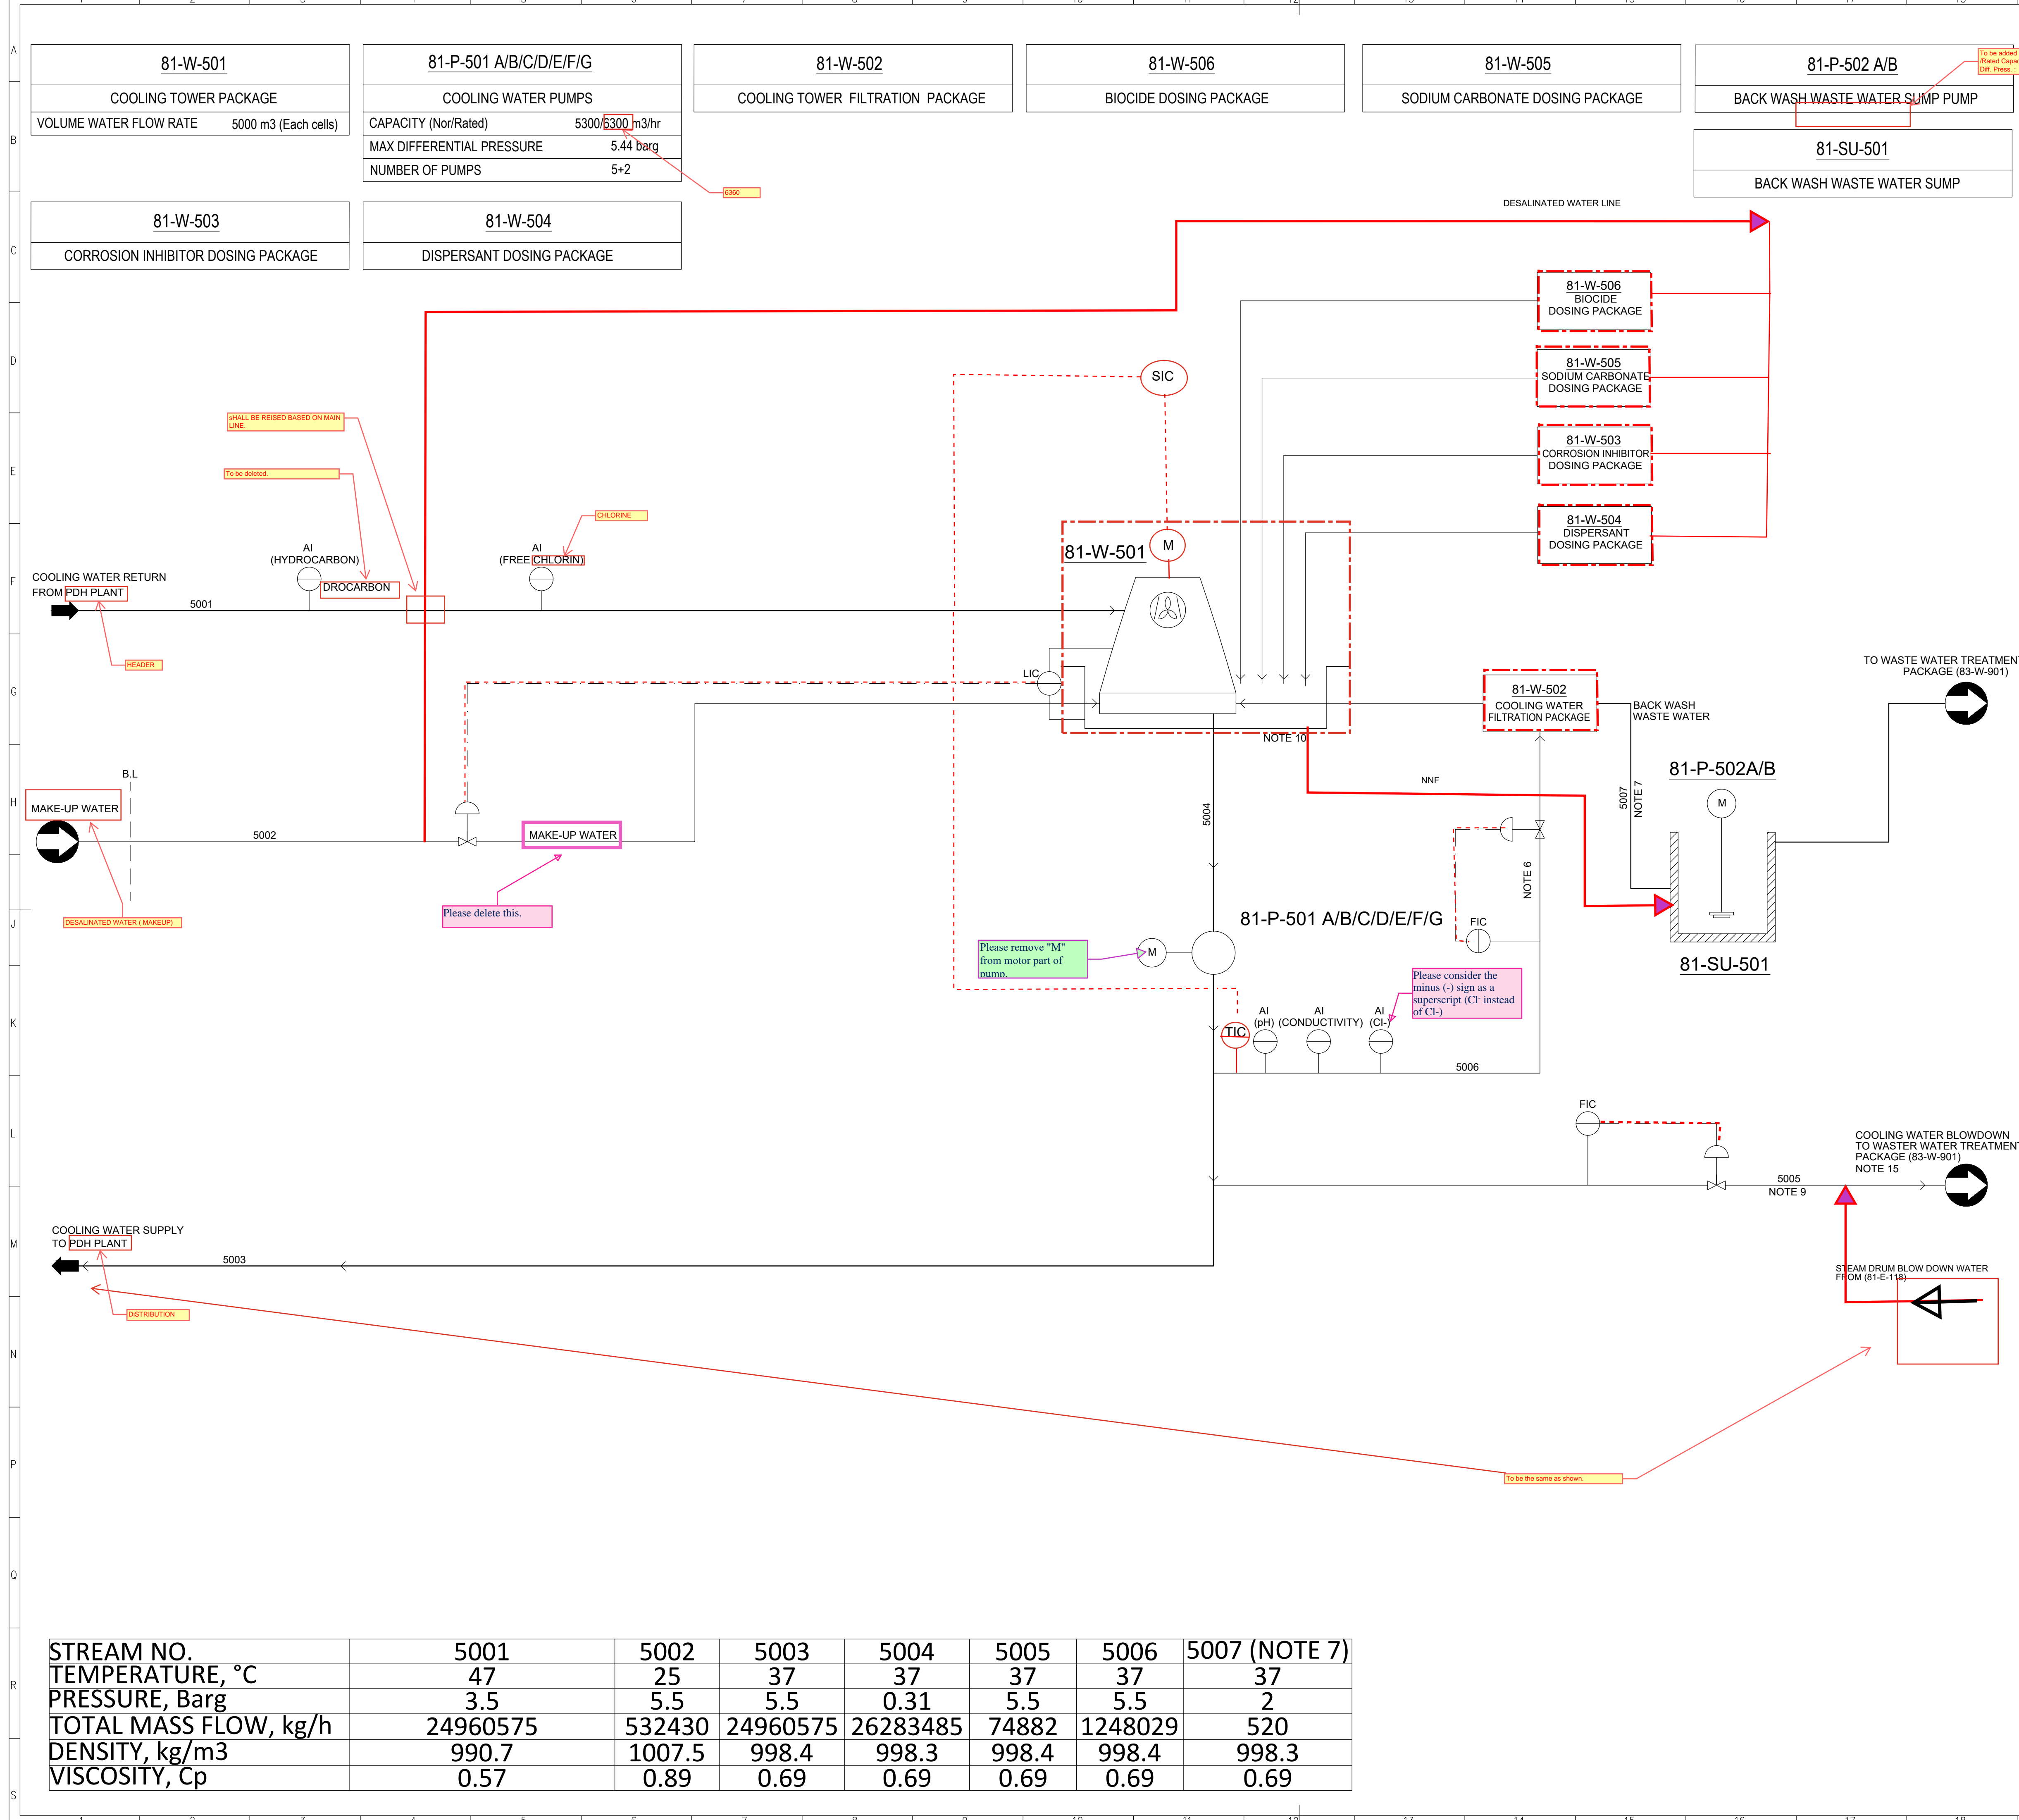 81-W-501
COOLING TOWER PACKAGE
VOLUME WATER FLOW RATE 5000 m3 (Each cells)
81-P-501 A/B/C/D/E/F/G
COOLING WATER PUMPS
CAPACITY (Nor/Rated) 5300/6300 m3/hr
MAX DIFFERENTIAL PRESSURE 5.44 barg
NUMBER OF PUMPS 5+2
6360
81-W-502
COOLING TOWER FILTRATION PACKAGE
81-W-506
BIOCIDE DOSING PACKAGE
81-W-505
SODIUM CARBONATE DOSING PACKAGE
81-P-502 A/B
BACK WASH WASTE WATER SUMP PUMP
To be added
/Rated Capac
Diff. Press. :
81-SU-501
BACK WASH WASTE WATER SUMP
81-W-503
CORROSION INHIBITOR DOSING PACKAGE
81-W-504
DISPERSANT DOSING PACKAGE
DESALINATED WATER LINE
81-W-506
BIOCIDE
DOSING PACKAGE
81-W-505
SODIUM CARBONATE
DOSING PACKAGE
81-W-503
CORROSION INHIBITOR
DOSING PACKAGE
81-W-504
DISPERSANT
DOSING PACKAGE
SIC
sHALL BE REISED BASED ON MAIN
LINE.
To be deleted.
CHLORINE
AI
(HYDROCARBON)
DROCARBON
AI
(FREE CHLORIN)
81-W-501
M
COOLING WATER RETURN
FROM PDH PLANT
5001
HEADER
LIC
NOTE 10
81-W-502
COOLING WATER
FILTRATION PACKAGE
BACK WASH
WASTE WATER
TO WASTE WATER TREATMENT
PACKAGE (83-W-901)
B.L
MAKE-UP WATER
5002
MAKE-UP WATER
Please delete this.
DESALINATED WATER ( MAKEUP)
NNF
5004
5007
NOTE 7
81-P-502A/B
M
NOTE 6
81-SU-501
81-P-501 A/B/C/D/E/F/G
FIC
Please remove "M"
from motor part of
pump.
M
Please consider the
minus (-) sign as a
superscript (Cl⁻ instead
of Cl-)
TIC
AI
(pH)
AI
(CONDUCTIVITY)
AI
(Cl-)
5006
FIC
COOLING WATER BLOWDOWN
TO WASTER WATER TREATMENT
PACKAGE (83-W-901)
NOTE 15
5005
NOTE 9
COOLING WATER SUPPLY
TO PDH PLANT
5003
DISTRIBUTION
STEAM DRUM BLOW DOWN WATER
FROM (81-E-118)
To be the same as shown.
STREAM NO. 5001 5002 5003 5004 5005 5006 5007 (NOTE 7)
TEMPERATURE, °C 47 25 37 37 37 37 37
PRESSURE, Barg 3.5 5.5 5.5 0.31 5.5 5.5 2
TOTAL MASS FLOW, kg/h 24960575 532430 24960575 26283485 74882 1248029 520
DENSITY, kg/m3 990.7 1007.5 998.4 998.3 998.4 998.4 998.3
VISCOSITY, Cp 0.57 0.89 0.69 0.69 0.69 0.69 0.69
A
B
C
D
E
F
G
H
J
K
L
M
N
P
Q
R
S